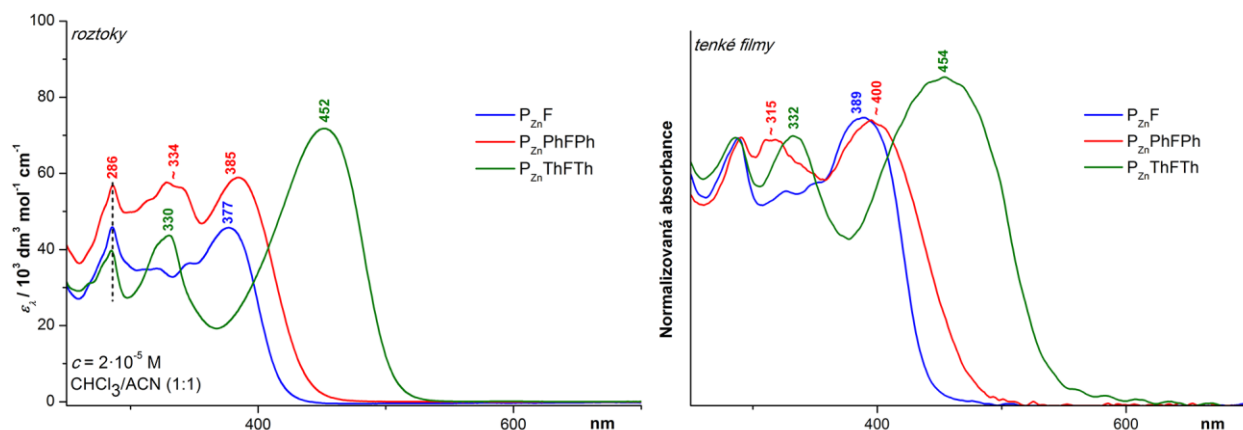 roztoky
100
80
60
40
20
0
ε_λ / 10³ dm³ mol⁻¹ cm⁻¹
286
~ 334
385
377
330
452
P_ZnF
P_ZnPhFPh
P_ZnThFTh
c = 2·10⁻⁵ M
CHCl₃/ACN (1:1)
400
600
nm
tenké filmy
Normalizovaná absorbance
~ 315
332
389
~ 400
454
P_ZnF
P_ZnPhFPh
P_ZnThFTh
400
600
nm